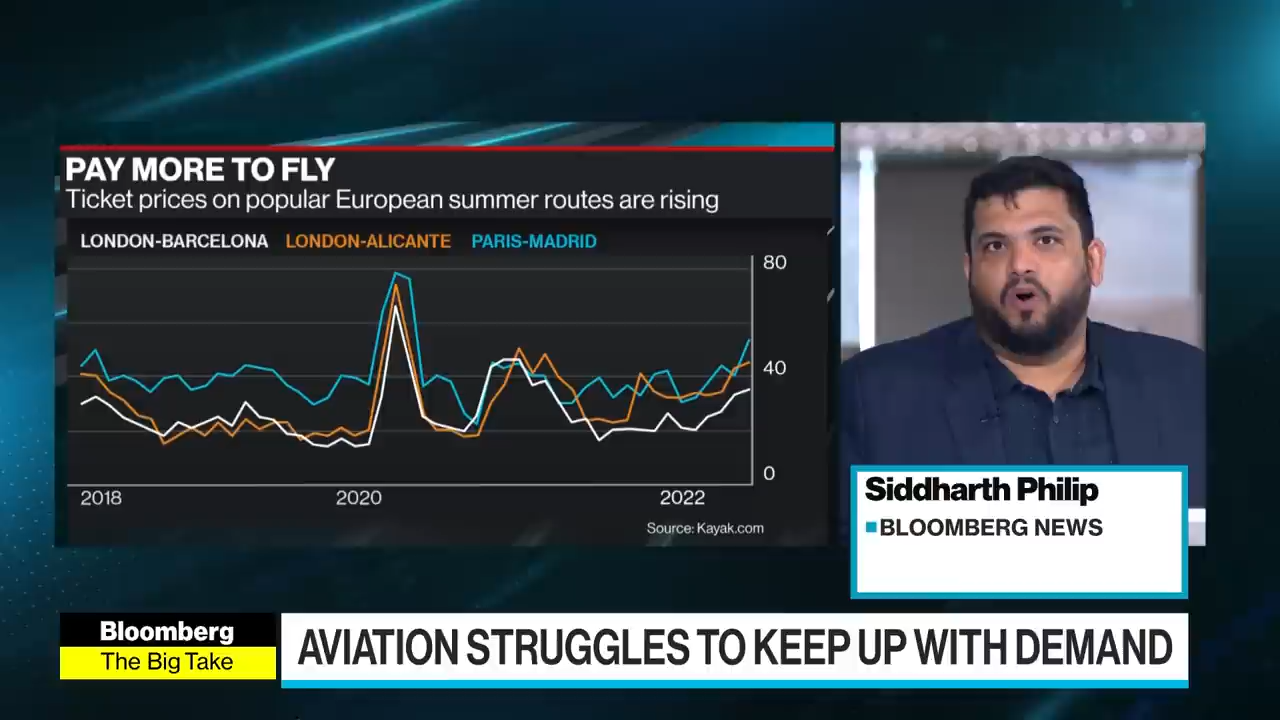 PAY MORE TO FLY
Ticket prices on popular European summer routes are rising
LONDON-BARCELONA LONDON-ALICANTE PARIS-MADRID
80
40
0
2018 2020 2022
Source: Kayak.com
Siddharth Philip
BLOOMBERG NEWS
Bloomberg
The Big Take
AVIATION STRUGGLES TO KEEP UP WITH DEMAND